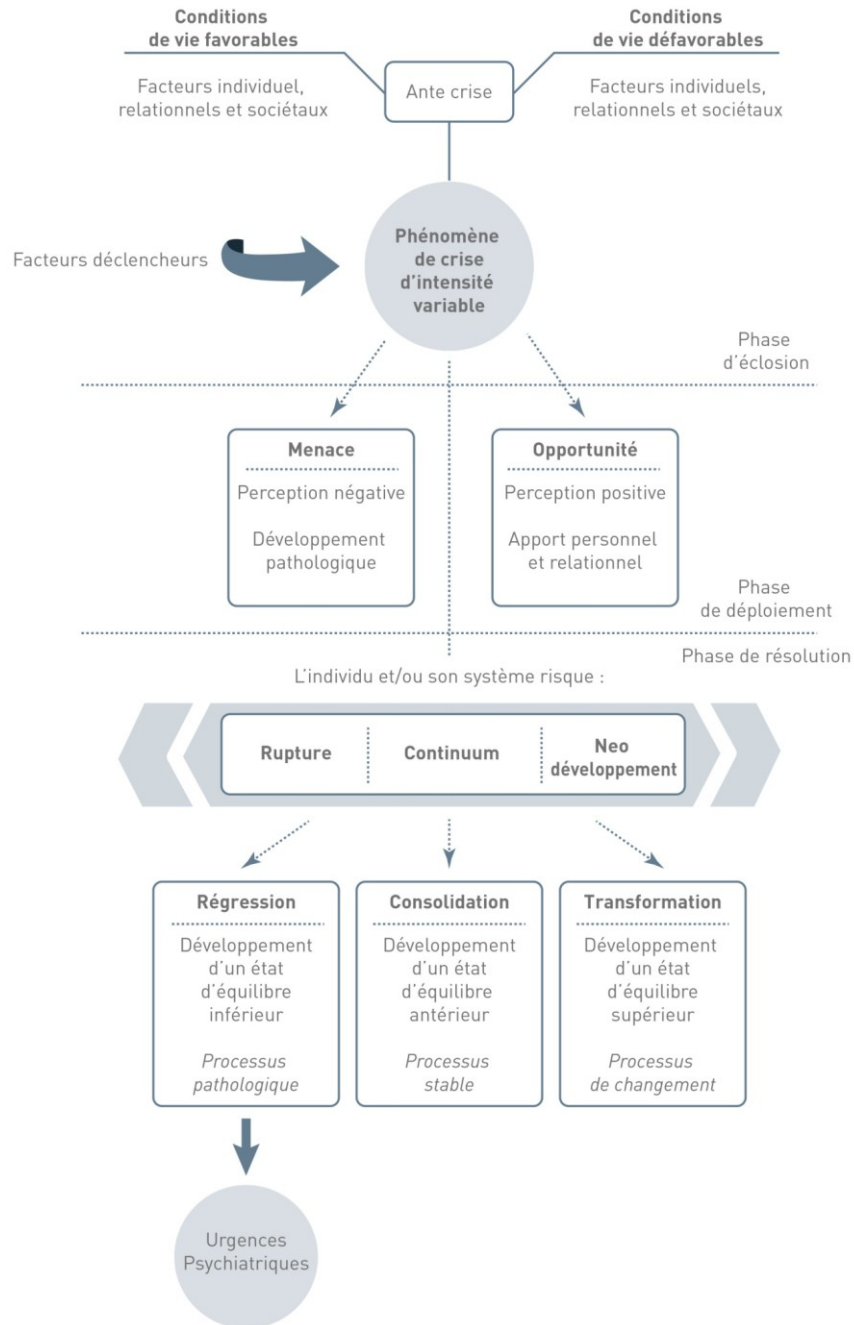 Conditions
de vie favorables
Conditions
de vie défavorables
Facteurs individuel,
relationnels et sociétaux
Ante crise
Facteurs individuels,
relationnels et sociétaux
Facteurs déclencheurs
Phénomène
de crise
d'intensité
variable
Phase
d'éclosion
Menace
Perception négative
Développement
pathologique
Opportunité
Perception positive
Apport personnel
et relationnel
Phase
de déploiement
Phase de résolution
L'individu et/ou son système risque :
Rupture
Continuum
Neo
développement
Régression
Développement
d'un état
d'équilibre
inférieur
Processus
pathologique
Consolidation
Développement
d'un état
d'équilibre
antérieur
Processus
stable
Transformation
Développement
d'un état
d'équilibre
supérieur
Processus
de changement
Urgences
Psychiatriques